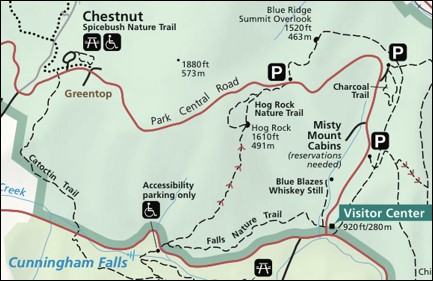 Chestnut
Spicebush Nature Trail
Blue Ridge
Summit Overlook
1520ft
463m
1880ft
573m
P
P
Greentop
Park Central Road
Charcoal
Trail
Hog Rock
Nature Trail
Hog Rock
1610ft
491m
Misty
Mount
Cabins
(reservations
needed)
P
Catoctin Trail
Accessibility
parking only
Blue Blazes
Whiskey Still
Creek
Falls Nature Trail
Visitor Center
920ft/280m
Cunningham Falls
Chi